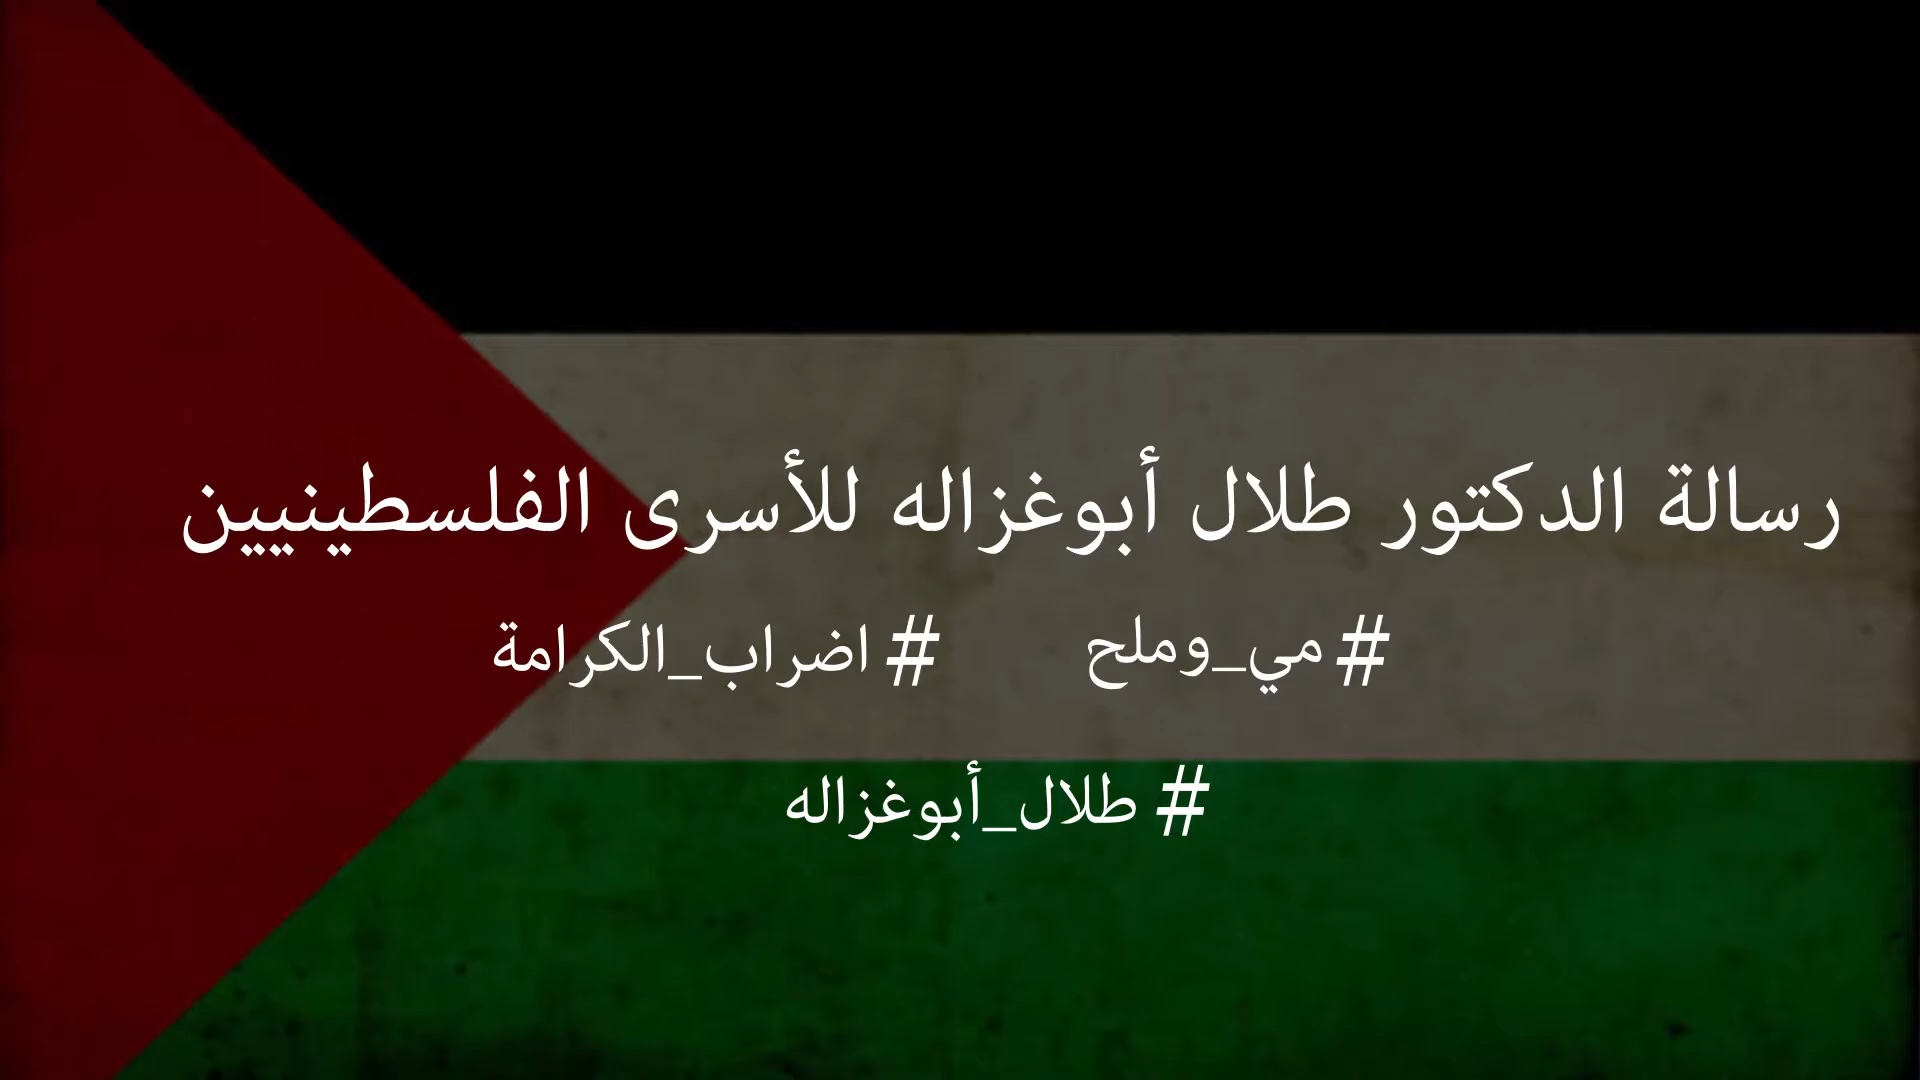 رسالة الدكتور طلال أبوغزاله للأسرى الفلسطينيين
#مي_وملح #اضراب_الكرامة
#طلال_أبوغزاله